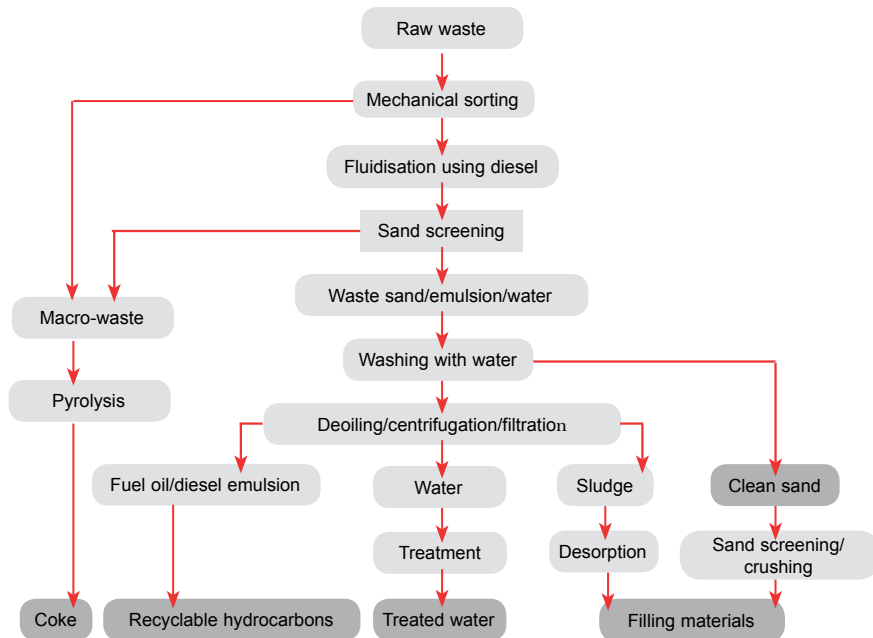 Raw waste
Mechanical sorting
Fluidisation using diesel
Sand screening
Waste sand/emulsion/water
Macro-waste
Washing with water
Pyrolysis
Deoiling/centrifugation/filtration
Fuel oil/diesel emulsion
Water
Sludge
Clean sand
Treatment
Desorption
Sand screening/
crushing
Coke
Recyclable hydrocarbons
Treated water
Filling materials